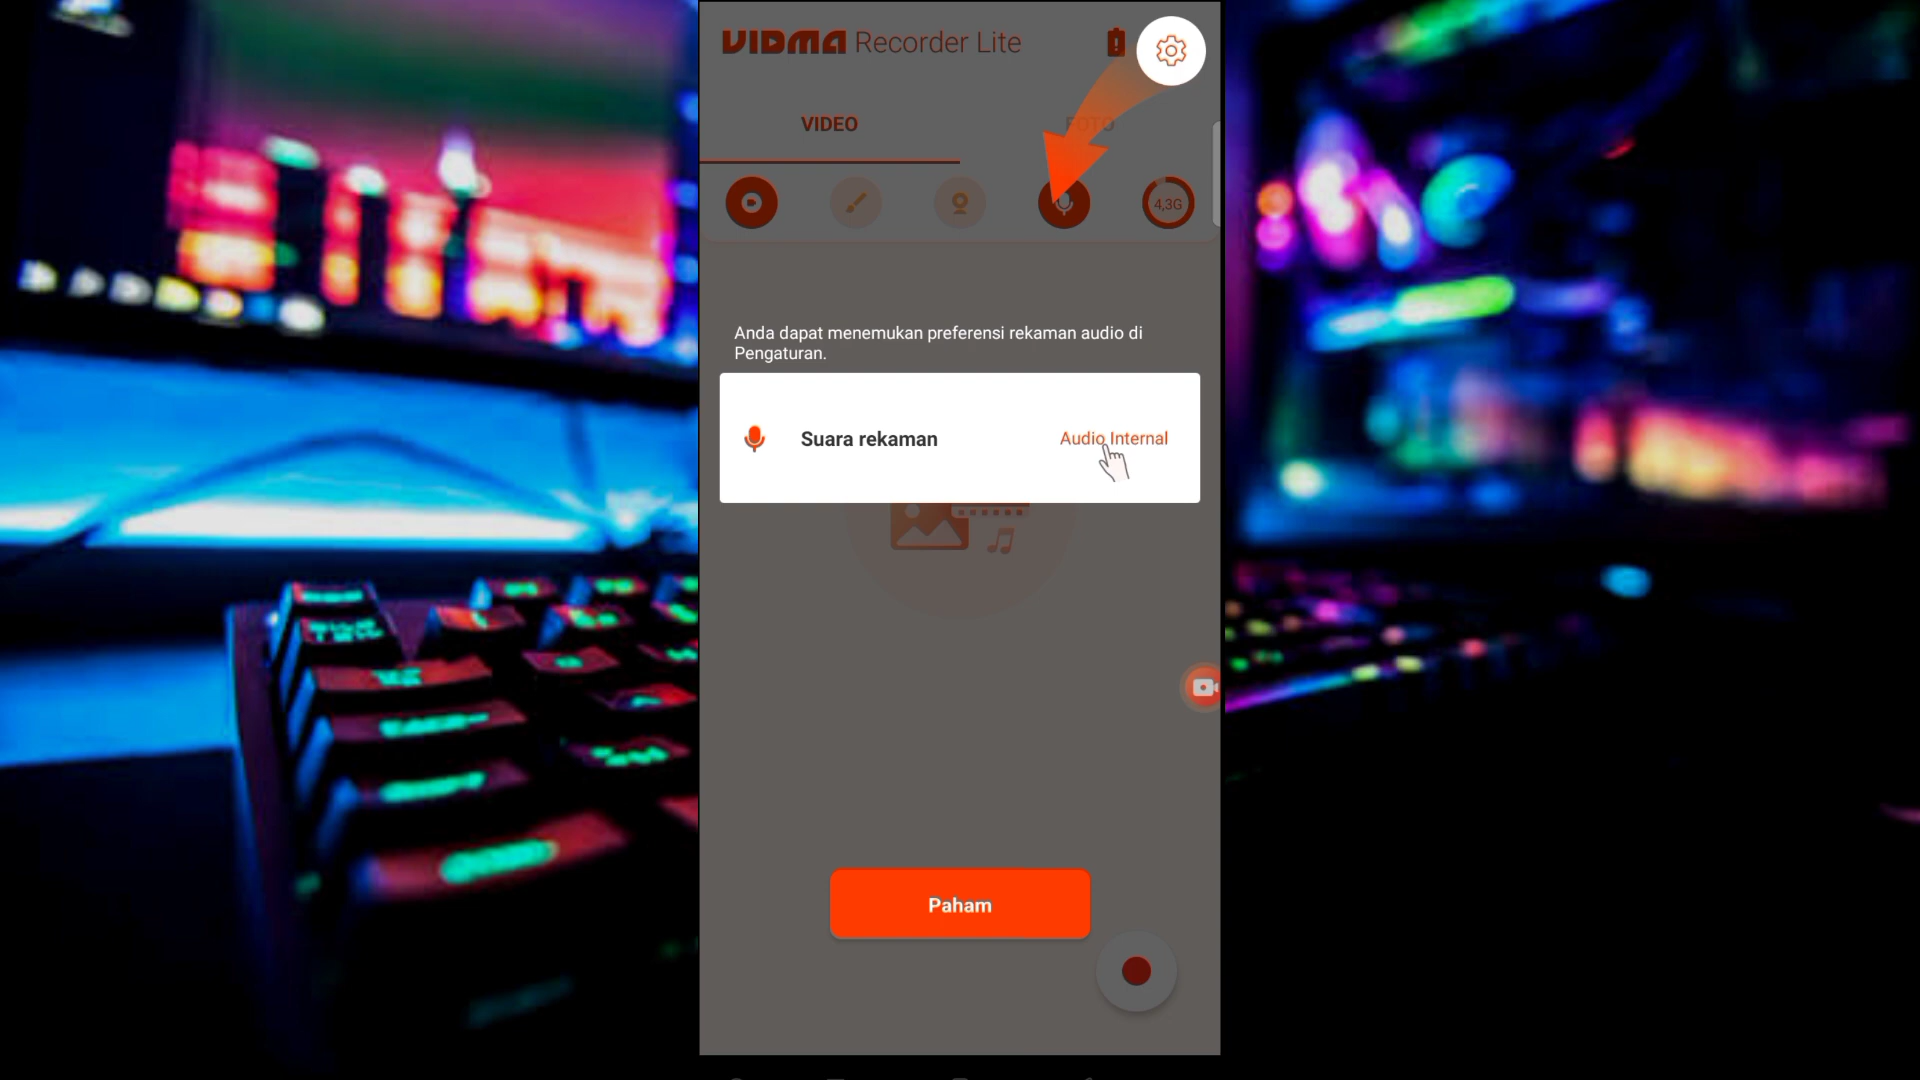 VIDMA Recorder Lite
VIDEO
FOTO
4,3G
Anda dapat menemukan preferensi rekaman audio di
Pengaturan.
Suara rekaman
Audio Internal
Paham